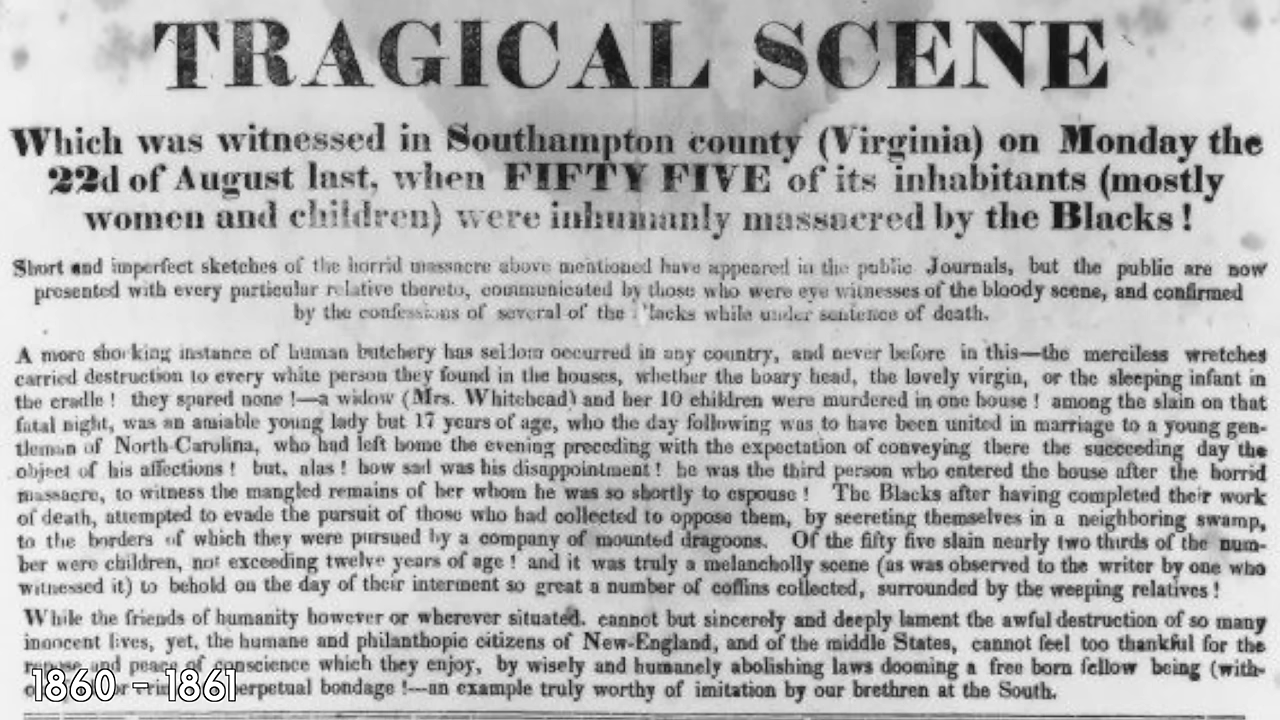 TRAGICAL SCENE
Which was witnessed in Southampton county (Virginia) on Monday the
22d of August last, when FIFTY FIVE of its inhabitants (mostly
women and children) were inhumanly massacred by the Blacks!
Short and imperfect sketches of the horrid massacre above mentioned have appeared in the public Journals, but the public are now
presented with every particular relative thereto, communicated by those who were eye witnesses of the bloody scene, and confirmed
by the confessions of several of the Blacks while under sentence of death.
A more shocking instance of human butchery has seldom occurred in any country, and never before in this—the merciless wretches
carried destruction to every white person they found in the houses, whether the hoary head, the lovely virgin, or the sleeping infant in
the cradle! they spared none!—a widow (Mrs. Whitehead) and her 10 children were murdered in one house! among the slain on that
fatal night, was an amiable young lady but 17 years of age, who the day following was to have been united in marriage to a young gen-
tleman of North-Carolina, who had left home the evening preceding with the expectation of conveying there the succeeding day the
object of his affections! but, alas! how sad was his disappointment! he was the third person who entered the house after the horrid
massacre, to witness the mangled remains of her whom he was so shortly to espouse! The Blacks after having completed their work
of death, attempted to evade the pursuit of those who had collected to oppose them, by secreting themselves in a neighboring swamp,
to the borders of which they were pursued by a company of mounted dragoons. Of the fifty five slain nearly two thirds of the num-
ber were children, not exceeding twelve years of age! and it was truly a melancholly scene (as was observed to the writer by one who
witnessed it) to behold on the day of their interment so great a number of coffins collected, surrounded by the weeping relatives!
While the friends of humanity however or wherever situated. cannot but sincerely and deeply lament the awful destruction of so many
innocent lives, yet, the humane and philanthopic citizens of New-England, and of the middle States, cannot feel too thankful for the
and peace of conscience which they enjoy, by wisely and humanely abolishing laws dooming a free born fellow being (with-
perpetual bondage!—an example truly worthy of imitation by our brethren at the South.
1860 – 1861